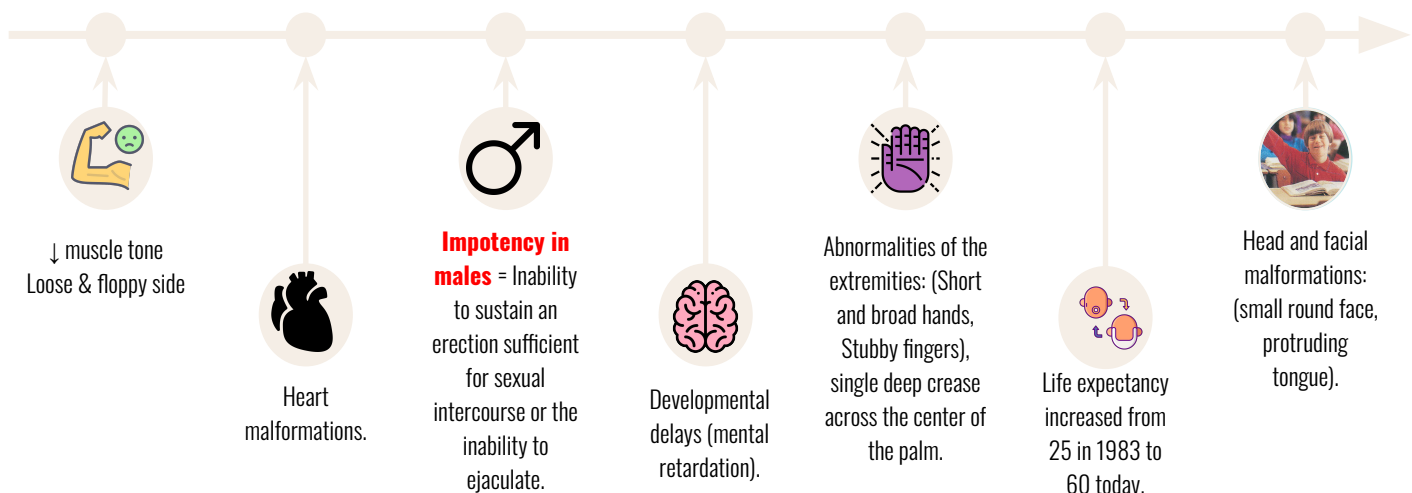 ↓ muscle tone
Loose & floppy side
Heart
malformations.
Impotency in
males = Inability
to sustain an
erection sufficient
for sexual
intercourse or the
inability to
ejaculate.
Developmental
delays (mental
retardation).
Abnormalities of the
extremities: (Short
and broad hands,
Stubby fingers),
single deep crease
across the center of
the palm.
Life expectancy
increased from
25 in 1983 to
60 today.
Head and facial
malformations:
(small round face,
protruding
tongue).